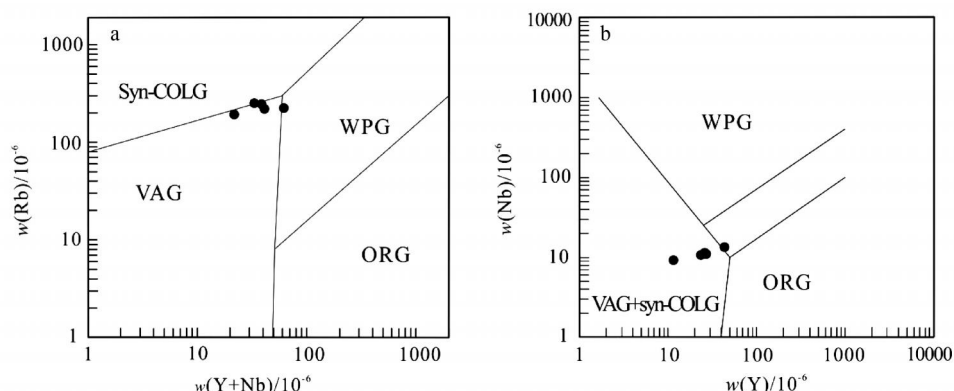 a
w(Rb)/10⁻⁶
1000
100
10
1
Syn-COLG
WPG
VAG
ORG
1 10 100 1000
w(Y+Nb)/10⁻⁶
b
w(Nb)/10⁻⁶
10000
1000
100
10
1
WPG
VAG+syn-COLG
ORG
1 10 100 1000 10000
w(Y)/10⁻⁶